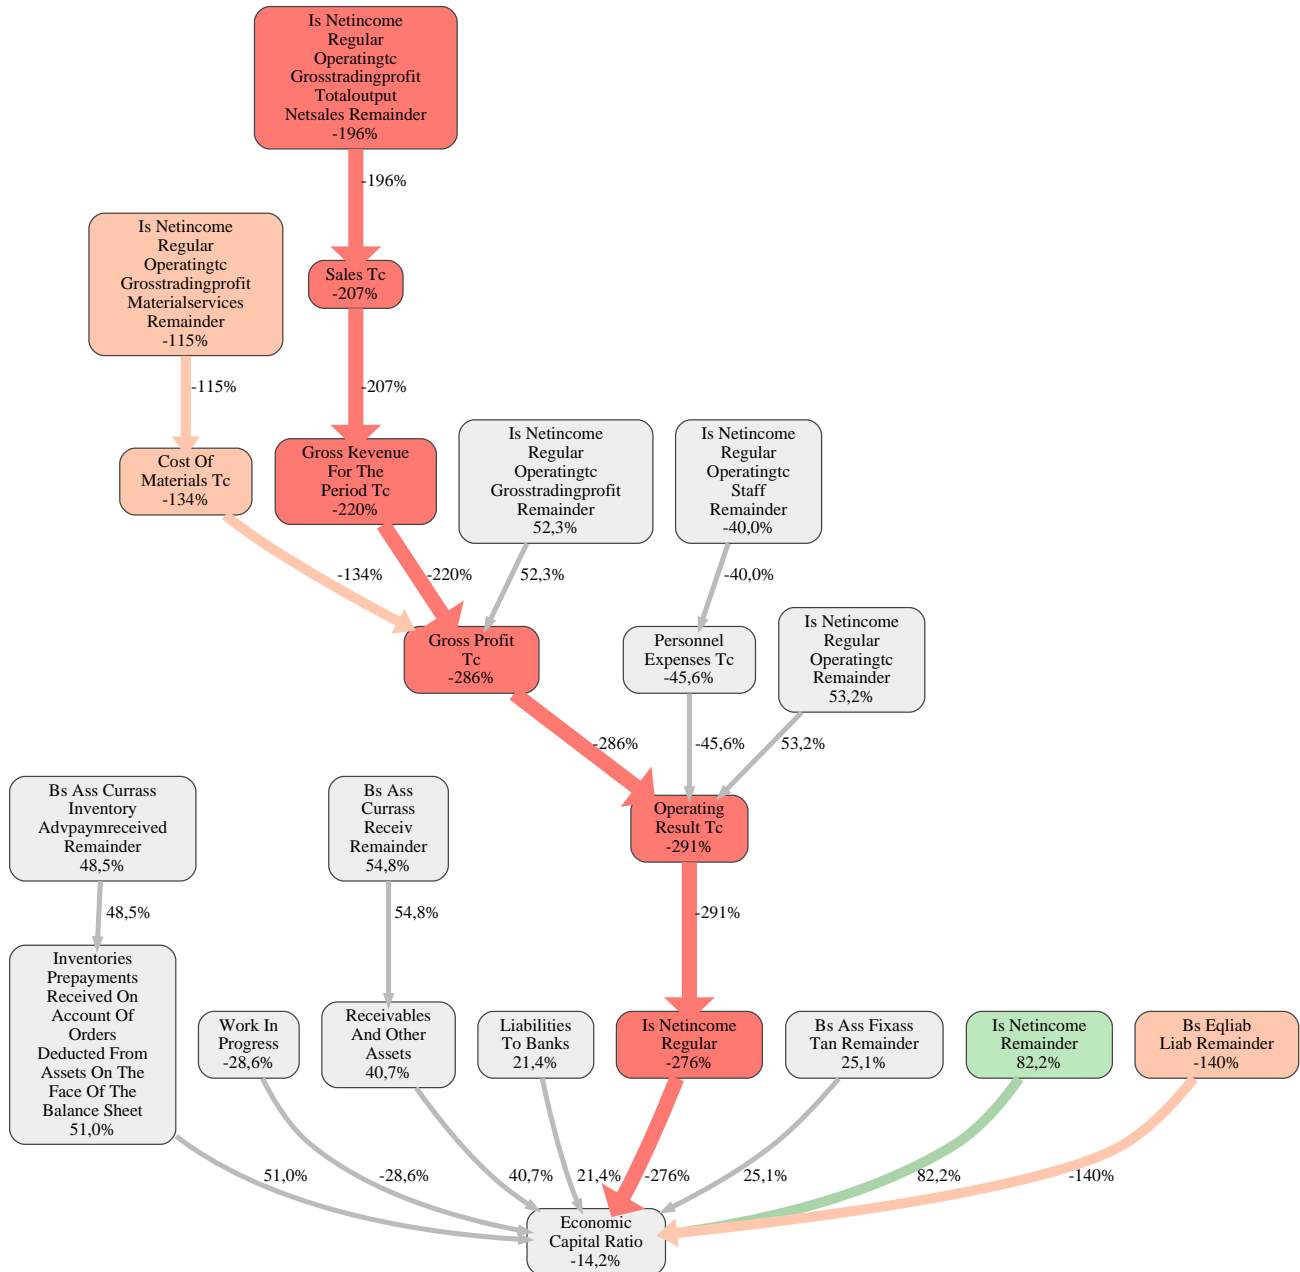 Is Netincome
Regular
Operatingtc
Grosstradingprofit
Totaloutput
Netsales Remainder
-196%
-196%
Is Netincome
Regular
Operatingtc
Grosstradingprofit
Materialservices
Remainder
-115%
Sales Tc
-207%
-115%
-207%
Cost Of
Materials Tc
-134%
Gross Revenue
For The
Period Tc
-220%
Is Netincome
Regular
Operatingtc
Grosstradingprofit
Remainder
52,3%
Is Netincome
Regular
Operatingtc
Staff
Remainder
-40,0%
-134%
-220%
52,3%
-40,0%
Gross Profit
Tc
-286%
Personnel
Expenses Tc
-45,6%
Is Netincome
Regular
Operatingtc
Remainder
53,2%
-286%
-45,6%
53,2%
Bs Ass Currass
Inventory
Advpaymreceived
Remainder
48,5%
Bs Ass
Currass
Receiv
Remainder
54,8%
Operating
Result Tc
-291%
48,5%
54,8%
-291%
Inventories
Prepayments
Received On
Account Of
Orders
Deducted From
Assets On The
Face Of The
Balance Sheet
51,0%
Work In
Progress
-28,6%
Receivables
And Other
Assets
40,7%
Liabilities
To Banks
21,4%
Is Netincome
Regular
-276%
Bs Ass Fixass
Tan Remainder
25,1%
Is Netincome
Remainder
82,2%
Bs Eqliab
Liab Remainder
-140%
51,0%
-28,6%
40,7%
21,4%
-276%
25,1%
82,2%
-140%
Economic
Capital Ratio
-14,2%